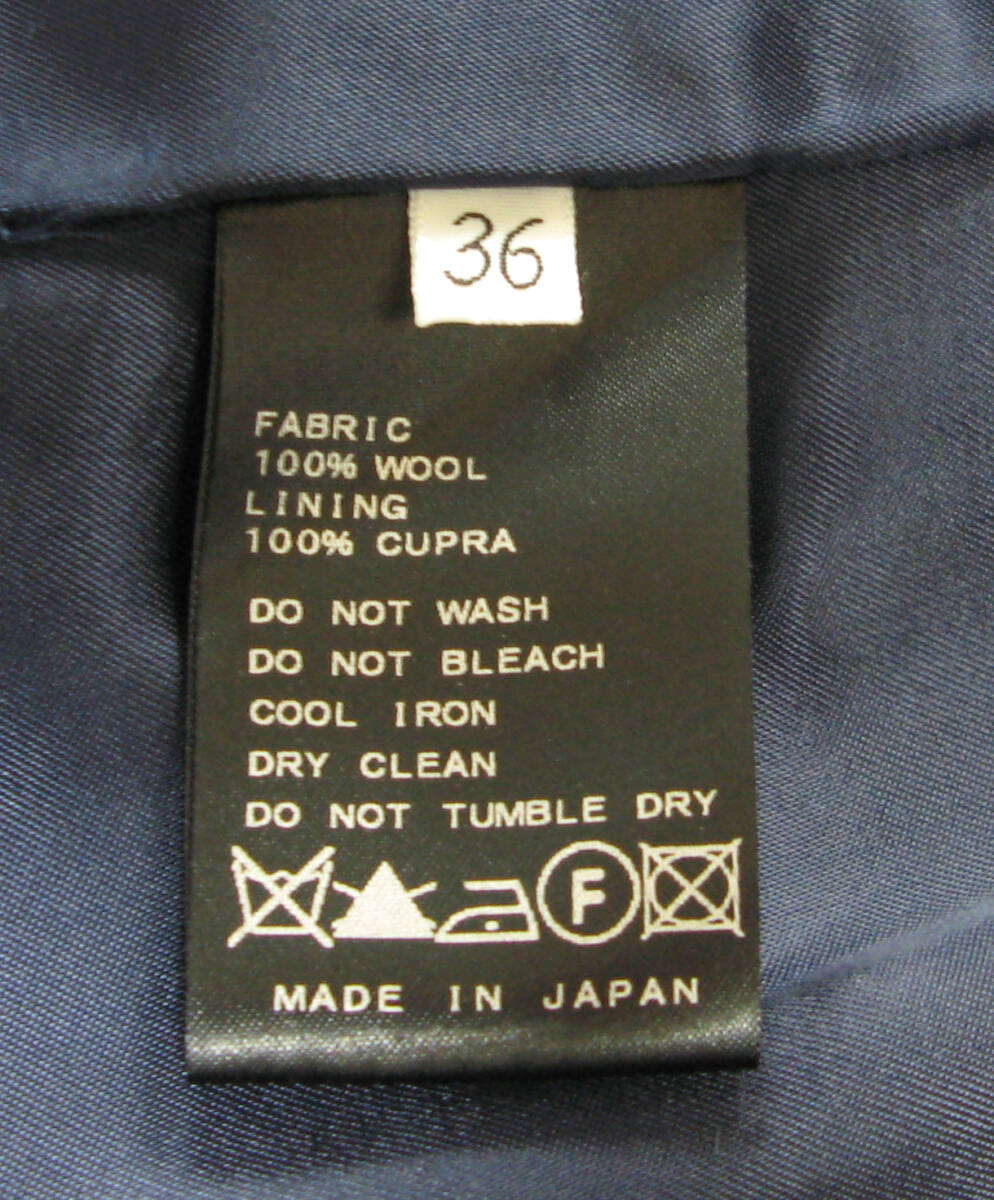 36
FABRIC
100% WOOL
LINING
100% CUPRA
DO NOT WASH
DO NOT BLEACH
COOL IRON
DRY CLEAN
DO NOT TUMBLE DRY
F
MADE IN JAPAN